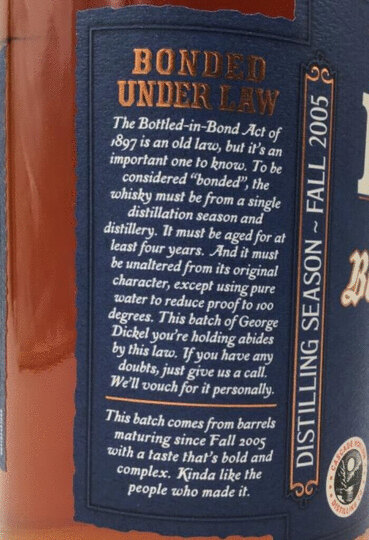 BONDED
UNDER LAW
The Bottled-in-Bond Act of
1897 is an old law, but it's an
important one to know. To be
considered "bonded", the
whisky must be from a single
distillation season and
distillery. It must be aged for at
least four years. And it must
be unaltered from its original
character, except using pure
water to reduce proof to 100
degrees. This batch of George
Dickel you're holding abides
by this law. If you have any
doubts, just give us a call.
We'll vouch for it personally.
This batch comes from barrels
maturing since Fall 2005
with a taste that's bold and
complex. Kinda like the
people who made it.
DISTILLING SEASON ~ FALL 2005